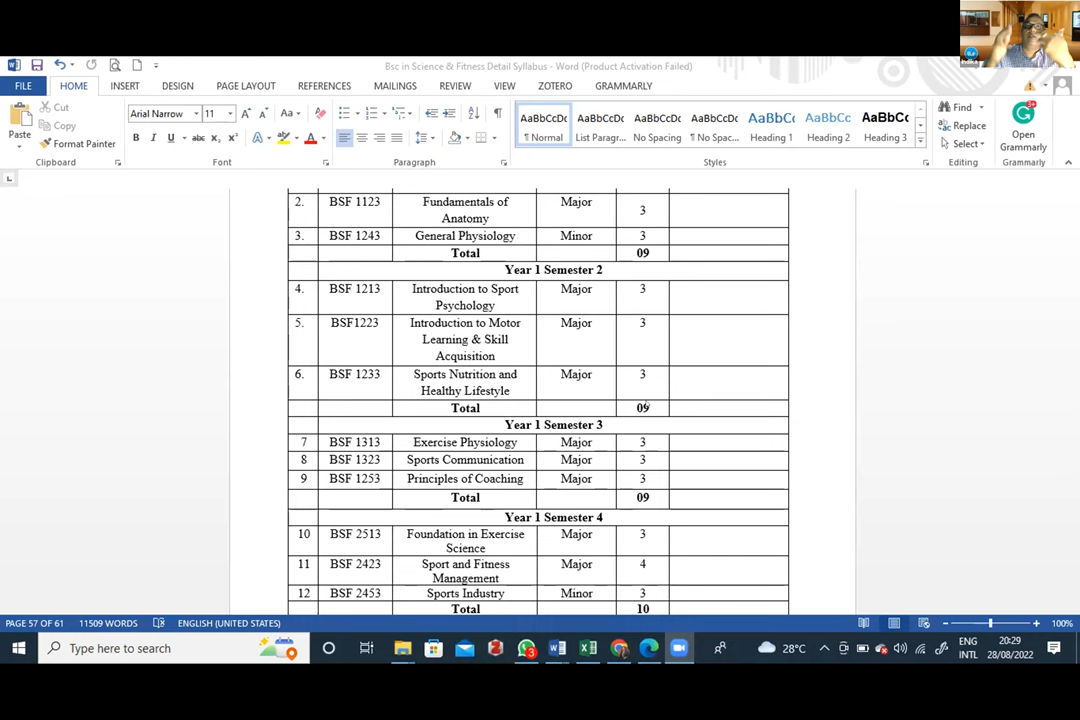 Bsc in Science & Fitness Detail Syllabus - Word (Product Activation Failed)
FILE HOME INSERT DESIGN PAGE LAYOUT REFERENCES MAILINGS REVIEW VIEW ZOTERO GRAMMARLY
Paste
Cut
Copy
Format Painter
Clipboard
Arial Narrow 11
Font
Paragraph
AaBbCcDc AaBbCcDc AaBbCcDc AaBbCcDc AaBbCc AaBbCc AaBbCc
¶ Normal List Paragr... No Spacing ¶ No Spac... Heading 1 Heading 2 Heading 3
Styles
Find
Replace
Select
Editing
Open
Grammarly
Grammarly
2. BSF 1123 Fundamentals of Anatomy Major 3
3. BSF 1243 General Physiology Minor 3
Total 09
Year 1 Semester 2
4. BSF 1213 Introduction to Sport Psychology Major 3
5. BSF1223 Introduction to Motor Learning & Skill Acquisition Major 3
6. BSF 1233 Sports Nutrition and Healthy Lifestyle Major 3
Total 09
Year 1 Semester 3
7 BSF 1313 Exercise Physiology Major 3
8 BSF 1323 Sports Communication Major 3
9 BSF 1253 Principles of Coaching Major 3
Total 09
Year 1 Semester 4
10 BSF 2513 Foundation in Exercise Science Major 3
11 BSF 2423 Sport and Fitness Management Major 4
12 BSF 2453 Sports Industry Minor 3
Total 10
PAGE 57 OF 61 11509 WORDS ENGLISH (UNITED STATES) 100%
Type here to search
28°C
ENG
INTL
20:29
28/08/2022